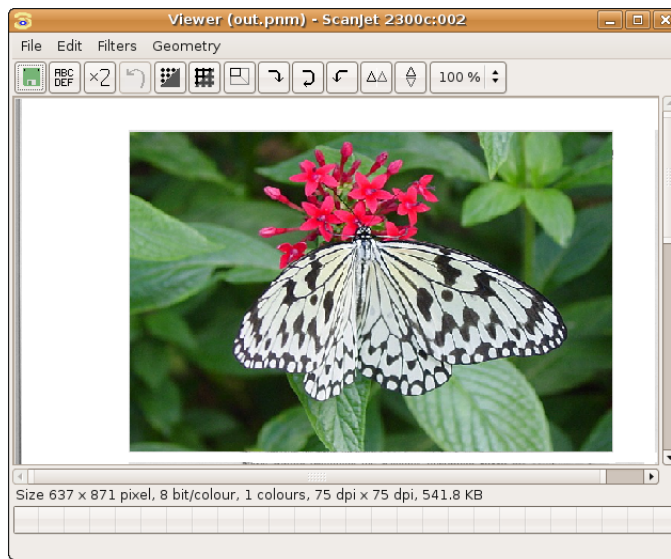 Viewer (out.pnm) - ScanJet 2300c:002
File Edit Filters Geometry
ABC
DEF
×2
100 %
Size 637 x 871 pixel, 8 bit/colour, 1 colours, 75 dpi x 75 dpi, 541.8 KB